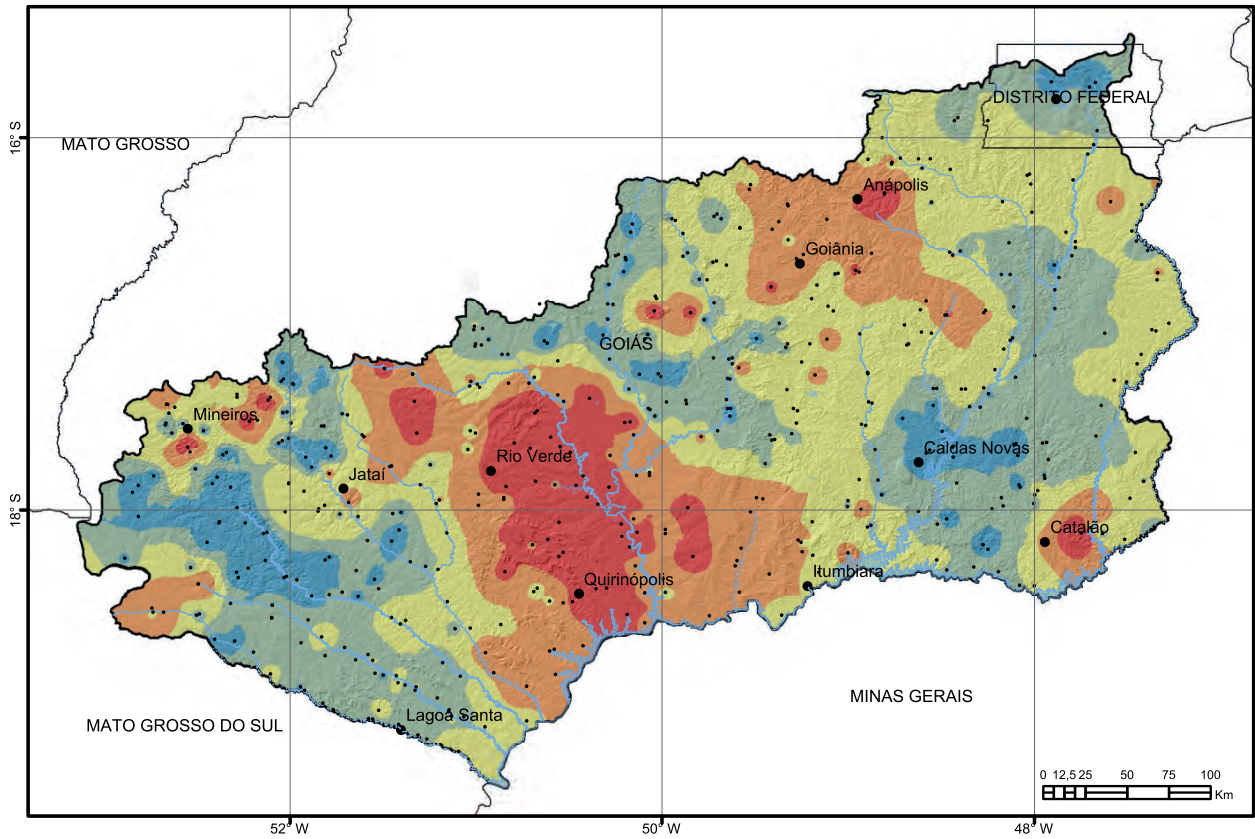 DISTRITO FEDERAL
16° S
MATO GROSSO
Anápolis
Goiânia
GOIÁS
Mineiros
Caldas Novas
Rio Verde
Jataí
18° S
Catalão
Itumbiara
Quirinópolis
MINAS GERAIS
Lagoa Santa
MATO GROSSO DO SUL
0 12,5 25 50 75 100
Km
52° W 50° W 48° W